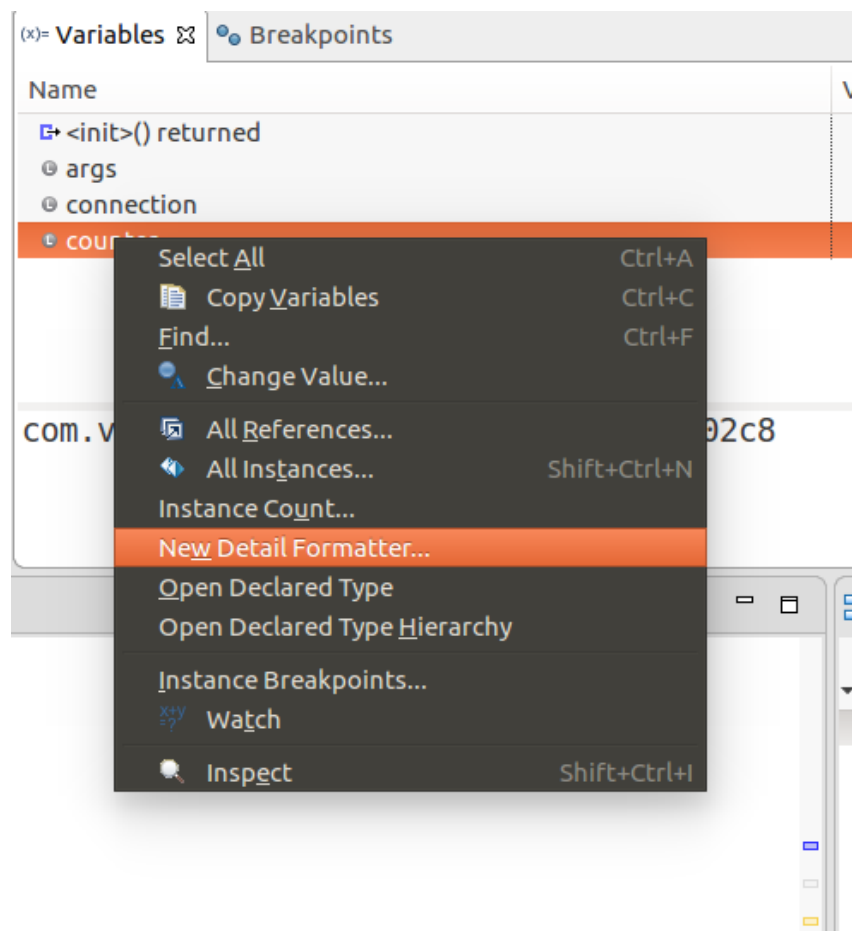 (x)= Variables Breakpoints
Name
<init>() returned
args
connection
Select All Ctrl+A
Copy Variables Ctrl+C
Find... Ctrl+F
Change Value...
com.v 02c8
All References...
All Instances... Shift+Ctrl+N
Instance Count...
New Detail Formatter...
Open Declared Type
Open Declared Type Hierarchy
Instance Breakpoints...
x+y=? Watch
Inspect Shift+Ctrl+I